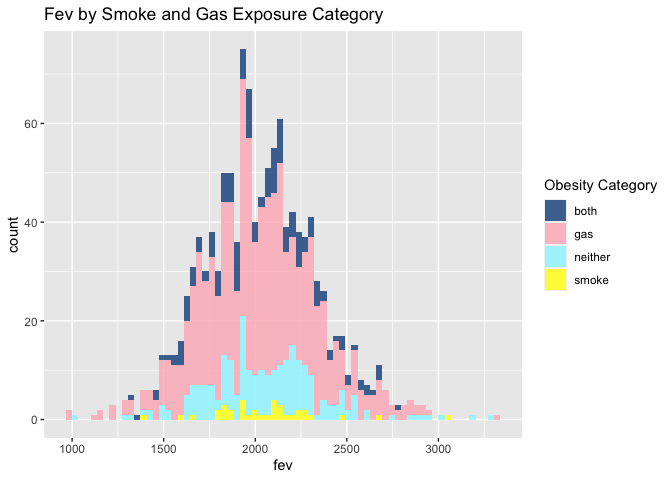 Fev by Smoke and Gas Exposure Category
60
40
20
0
count
1000 1500 2000 2500 3000
fev
Obesity Category
both
gas
neither
smoke